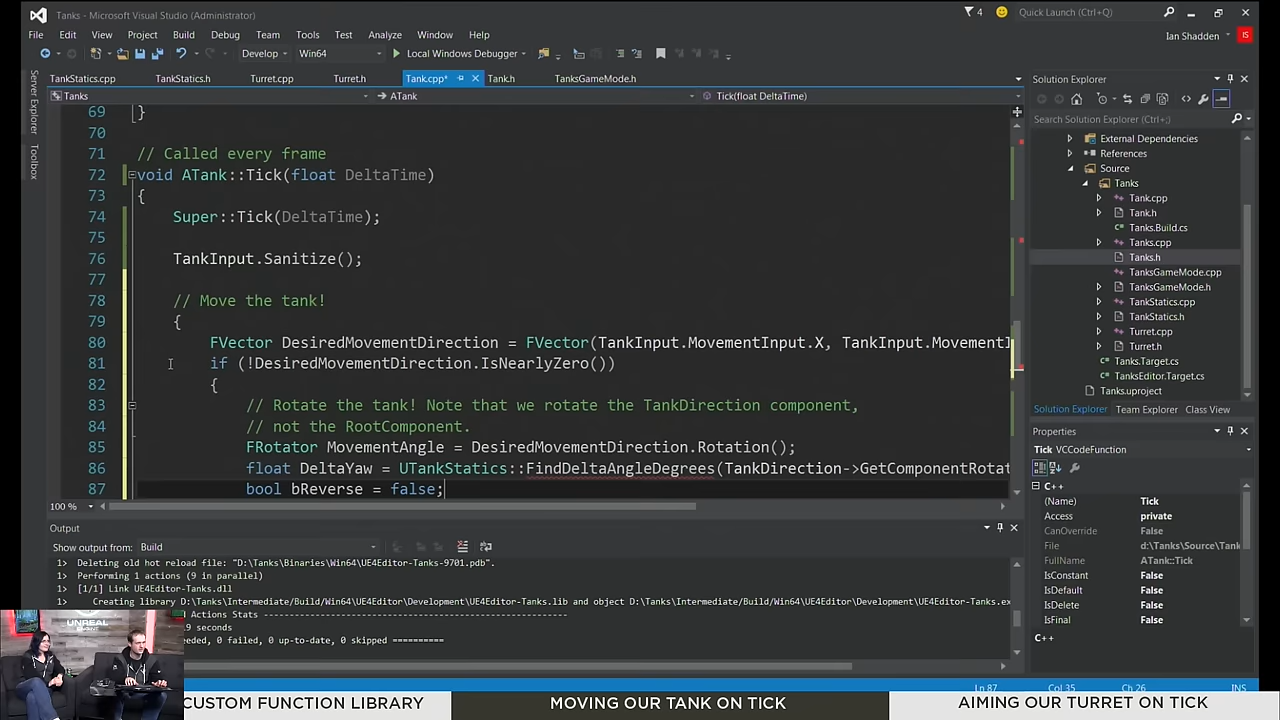 Tanks - Microsoft Visual Studio (Administrator)
4
Quick Launch (Ctrl+Q)
File Edit View Project Build Debug Team Tools Test Analyze Window Help
Ian Shadden
IS
Develop Win64 Local Windows Debugger
Server Explorer
Toolbox
TankStatics.cpp TankStatics.h Turret.cpp Turret.h Tank.cpp* Tank.h TanksGameMode.h
Tanks ATank Tick(float DeltaTime)
69 }
70
71 // Called every frame
72 void ATank::Tick(float DeltaTime)
73 {
74 Super::Tick(DeltaTime);
75
76 TankInput.Sanitize();
77
78 // Move the tank!
79 {
80 FVector DesiredMovementDirection = FVector(TankInput.MovementInput.X, TankInput.MovementI
81 if (!DesiredMovementDirection.IsNearlyZero())
82 {
83 // Rotate the tank! Note that we rotate the TankDirection component,
84 // not the RootComponent.
85 FRotator MovementAngle = DesiredMovementDirection.Rotation();
86 float DeltaYaw = UTankStatics::FindDeltaAngleDegrees(TankDirection->GetComponentRotat
87 bool bReverse = false;
100 %
Output
Show output from: Build
1> Deleting old hot reload file: "D:\Tanks\Binaries\Win64\UE4Editor-Tanks-9701.pdb".
1> Performing 1 actions (9 in parallel)
1> [1/1] Link UE4Editor-Tanks.dll
1> Creating library D:\Tanks\Intermediate\Build\Win64\UE4Editor\Development\UE4Editor-Tanks.lib and object D:\Tanks\Intermediate\Build\Win64\UE4Editor\Development\UE4Editor-Tanks.ex
Actions Stats ----------
9 seconds
eeded, 0 failed, 0 up-to-date, 0 skipped ==========
Solution Explorer
Search Solution Explorer (Ctrl+;)
External Dependencies
References
Source
Tanks
Tank.cpp
Tank.h
Tanks.Build.cs
Tanks.cpp
Tanks.h
TanksGameMode.cpp
TanksGameMode.h
TankStatics.cpp
TankStatics.h
Turret.cpp
Turret.h
Tanks.Target.cs
TanksEditor.Target.cs
Tanks.uproject
Solution Explorer Team Explorer Class View
Properties
Tick VCCodeFunction
C++
(Name) Tick
Access private
CanOverride False
File d:\Tanks\Source\Tank
FullName ATank::Tick
IsConstant False
IsDefault False
IsDelete False
IsFinal False
C++
Ln 87 Col 35 Ch 26 INS
UNREAL
CUSTOM FUNCTION LIBRARY
MOVING OUR TANK ON TICK
AIMING OUR TURRET ON TICK